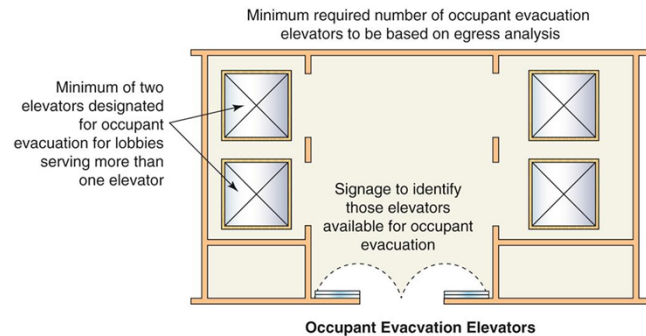 Minimum required number of occupant evacuation
elevators to be based on egress analysis
Minimum of two
elevators designated
for occupant
evacuation for lobbies
serving more than
one elevator
Signage to identify
those elevators
available for occupant
evacuation
Occupant Evacvation Elevators